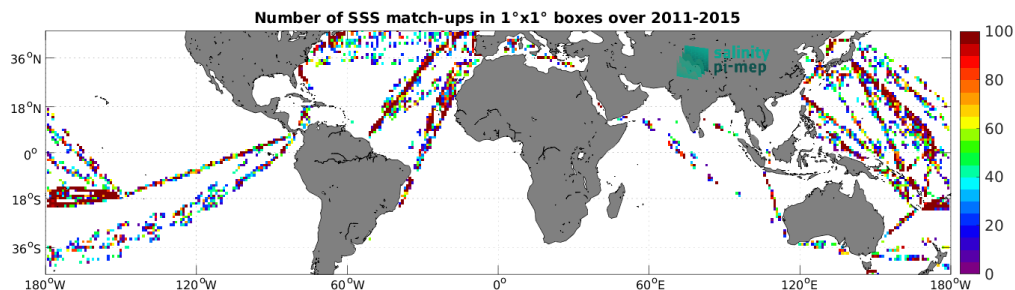 Number of SSS match-ups in 1°x1° boxes over 2011-2015
salinity
pi-mep
36°N
18°N
0°
18°S
36°S
180°W
120°W
60°W
0°E
60°E
120°E
180°W
100
80
60
40
20
0